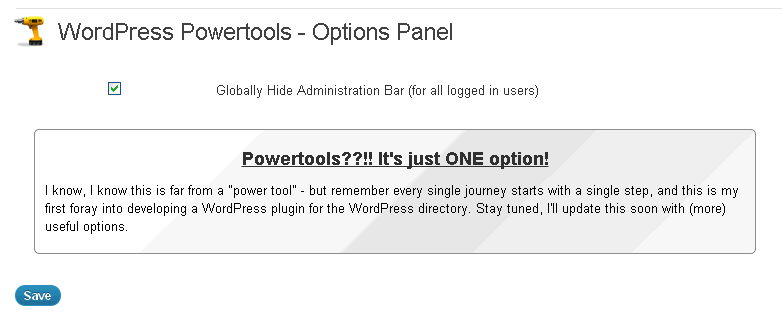 WordPress Powertools - Options Panel
Globally Hide Administration Bar (for all logged in users)
Powertools??!! It's just ONE option!
I know, I know this is far from a "power tool" - but remember every single journey starts with a single step, and this is my
first foray into developing a WordPress plugin for the WordPress directory. Stay tuned, I'll update this soon with (more)
useful options.
Save